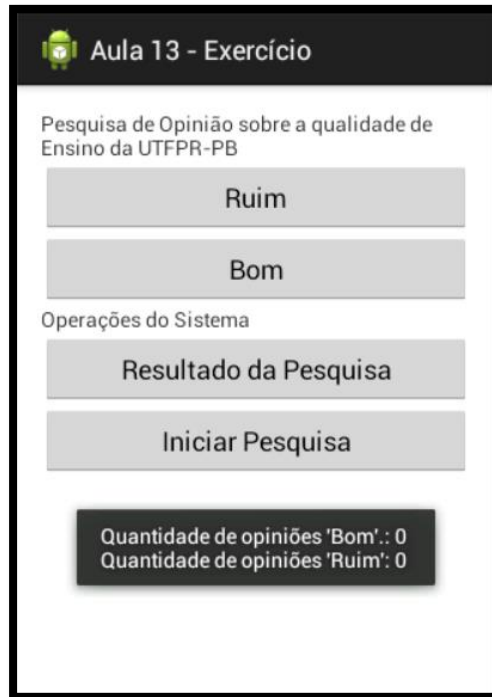 Aula 13 - Exercício
Pesquisa de Opinião sobre a qualidade de
Ensino da UTFPR-PB
Ruim
Bom
Operações do Sistema
Resultado da Pesquisa
Iniciar Pesquisa
Quantidade de opiniões 'Bom'.: 0
Quantidade de opiniões 'Ruim': 0